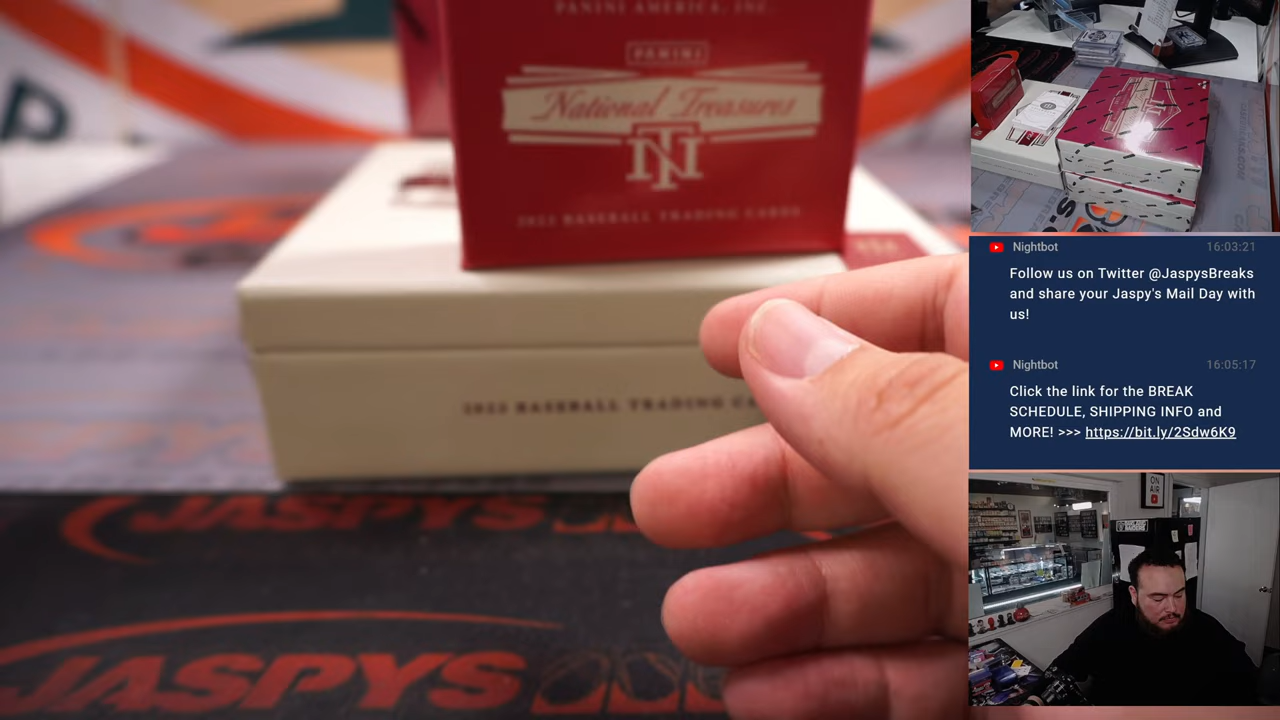 PANINI AMERICA, INC.
PANINI
National Treasures
NT
2022 BASEBALL TRADING CARDS
2022 BASEBALL TRADING
JASPYS
JASPYS
Nightbot 16:03:21
Follow us on Twitter @JaspysBreaks
and share your Jaspy's Mail Day with
us!
Nightbot 16:05:17
Click the link for the BREAK
SCHEDULE, SHIPPING INFO and
MORE! >>> https://bit.ly/2Sdw6K9
ON
AIR